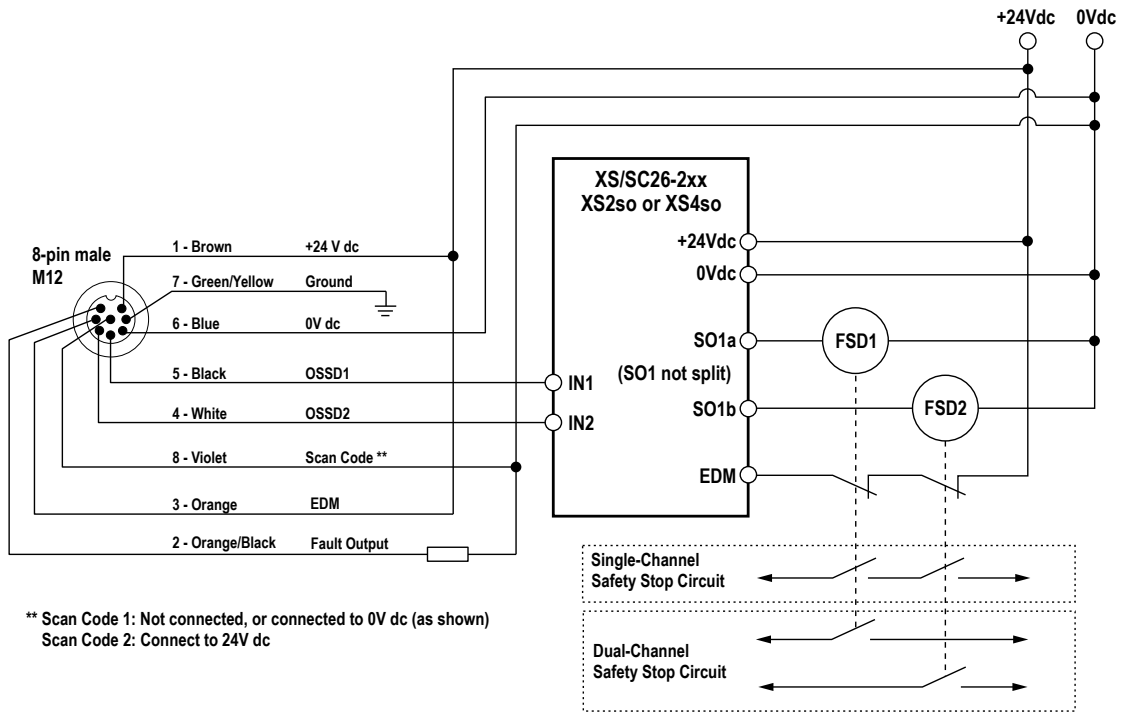 +24Vdc 0Vdc
XS/SC26-2xx
XS2so or XS4so
+24Vdc
0Vdc
8-pin male
M12
1 - Brown +24 V dc
7 - Green/Yellow Ground
6 - Blue 0V dc
5 - Black OSSD1
4 - White OSSD2
8 - Violet Scan Code **
3 - Orange EDM
2 - Orange/Black Fault Output
IN1
IN2
SO1a
(SO1 not split)
SO1b
EDM
FSD1
FSD2
Single-Channel
Safety Stop Circuit
Dual-Channel
Safety Stop Circuit
** Scan Code 1: Not connected, or connected to 0V dc (as shown)
Scan Code 2: Connect to 24V dc